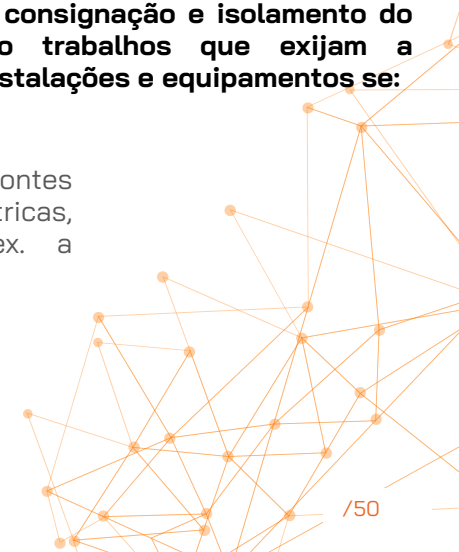 consignação e isolamento do
o trabalhos que exijam a
stalações e equipamentos se:
ontes
tricas,
ex. a
/50